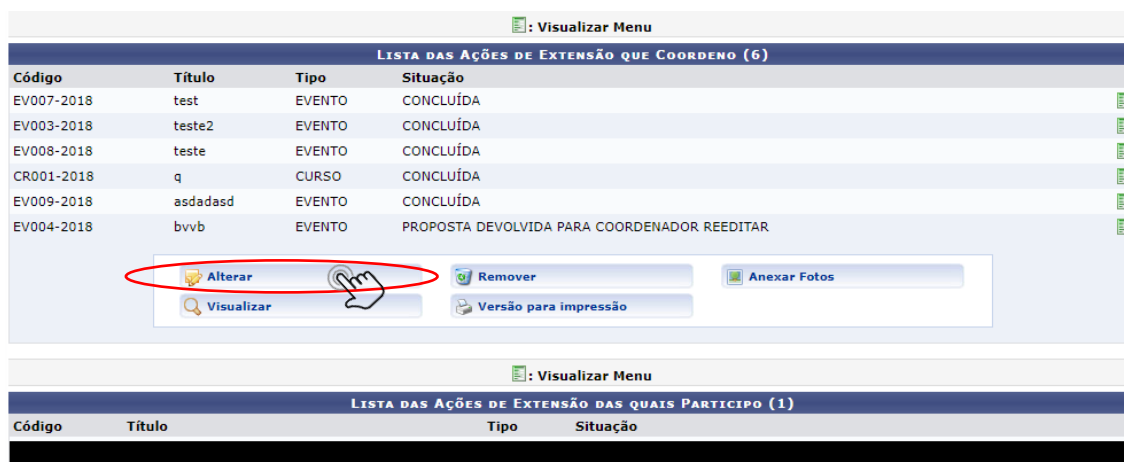 : Visualizar Menu
LISTA DAS AÇÕES DE EXTENSÃO QUE COORDENO (6)
Código Título Tipo Situação
EV007-2018 test EVENTO CONCLUÍDA
EV003-2018 teste2 EVENTO CONCLUÍDA
EV008-2018 teste EVENTO CONCLUÍDA
CR001-2018 q CURSO CONCLUÍDA
EV009-2018 asdadasd EVENTO CONCLUÍDA
EV004-2018 bvvb EVENTO PROPOSTA DEVOLVIDA PARA COORDENADOR REEDITAR
Alterar Remover Anexar Fotos
Visualizar Versão para impressão
: Visualizar Menu
LISTA DAS AÇÕES DE EXTENSÃO DAS QUAIS PARTICIPO (1)
Código Título Tipo Situação